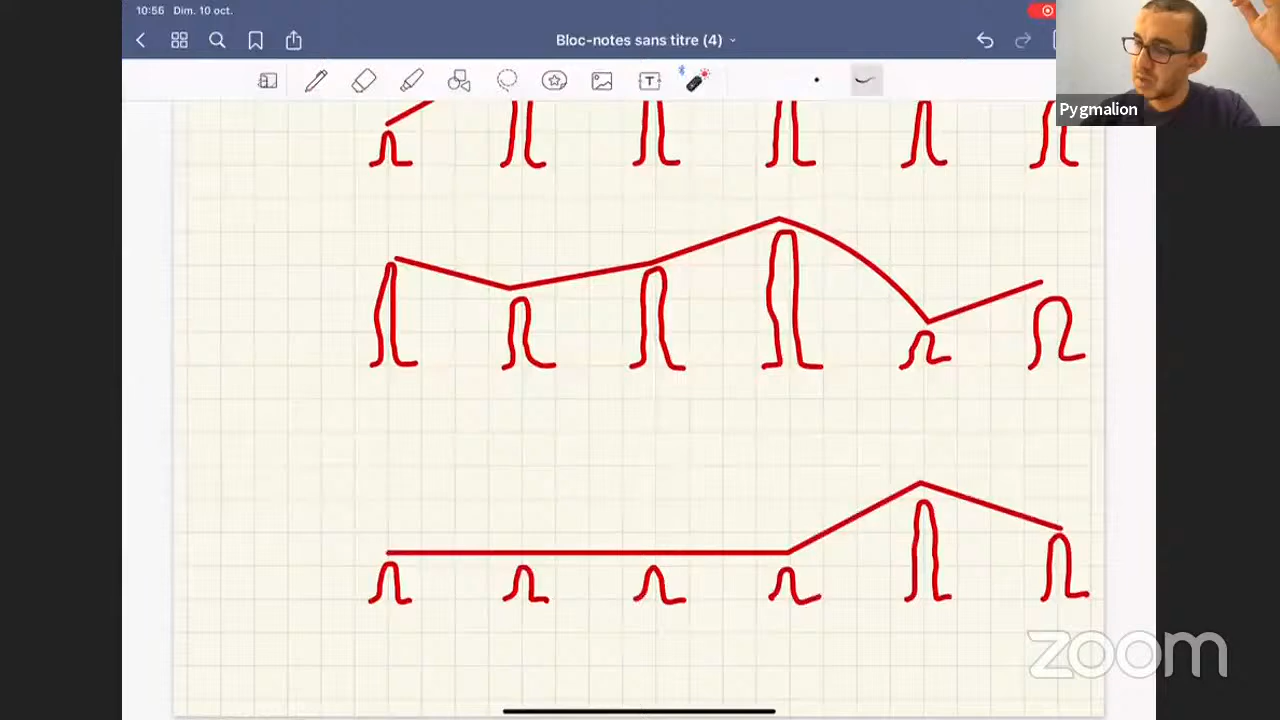 10:56 Dim. 10 oct.
Bloc-notes sans titre (4)
T
Pygmalion
zoom